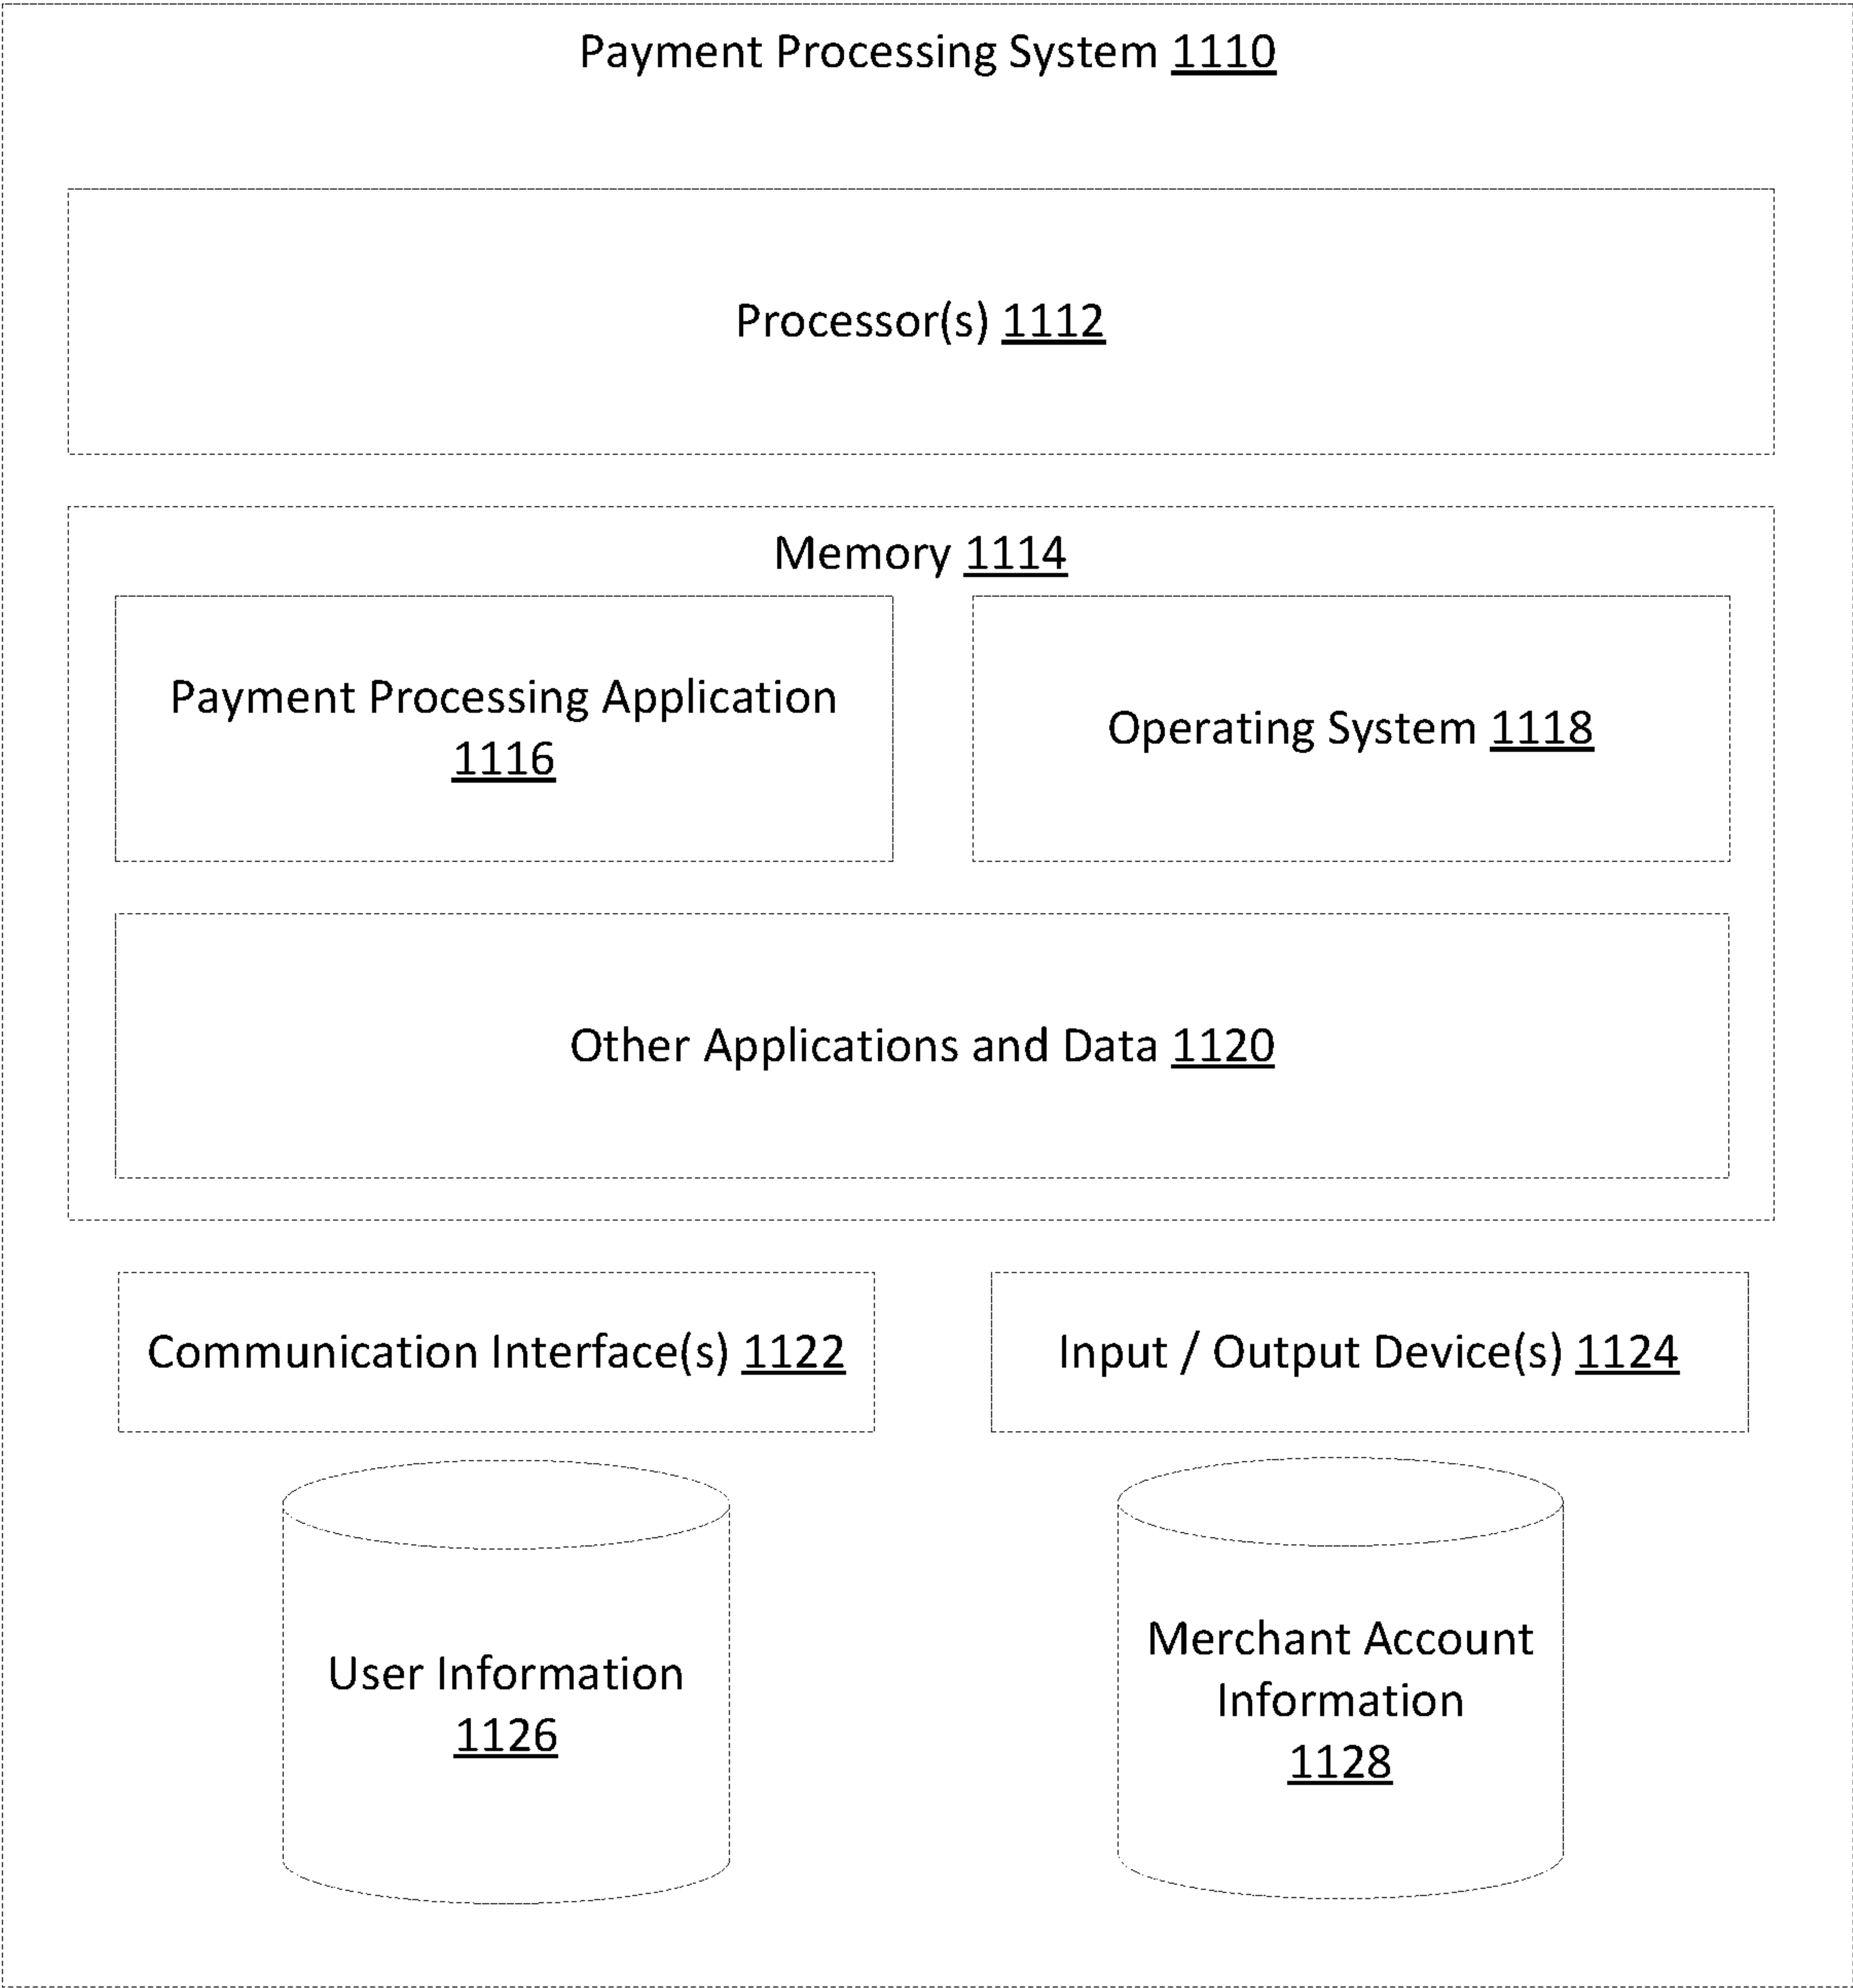 Payment Processing System 1110
Processor(s) 1112
Memory 1114
Payment Processing Application
1116
Operating System 1118
Other Applications and Data 1120
Communication Interface(s) 1122
Input / Output Device(s) 1124
User Information
1126
Merchant Account
Information
1128